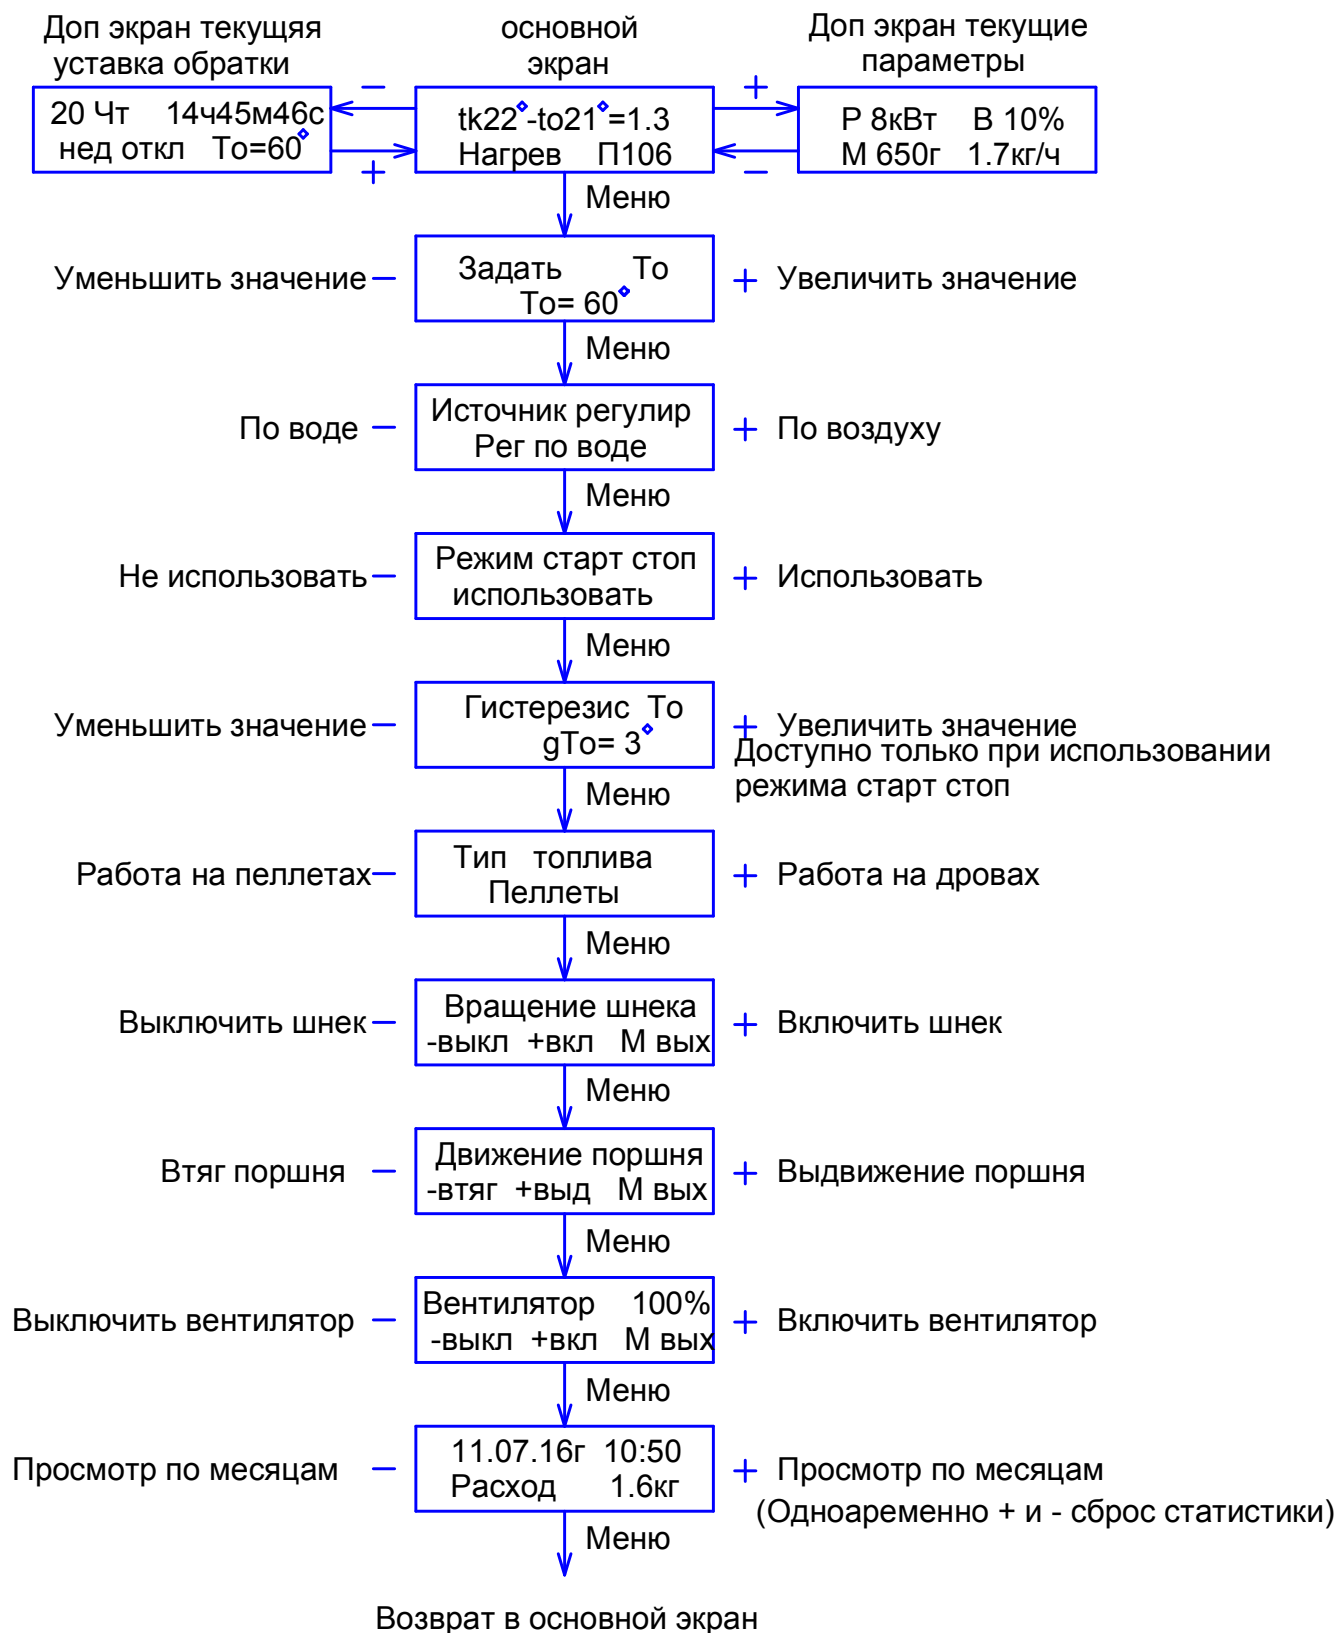 Доп экран текущяя
уставка обратки
основной
экран
Доп экран текущие
параметры
20 Чт 14ч45м46с
нед откл То=60°
−
+
tk22°-to21°=1.3
Нагрев П106
+
−
Р 8кВт В 10%
М 650г 1.7кг/ч
Меню
Уменьшить значение −
Задать То
То= 60°
+ Увеличить значение
Меню
По воде −
Источник регулир
Рег по воде
+ По воздуху
Меню
Не использовать −
Режим старт стоп
использовать
+ Использовать
Меню
Уменьшить значение −
Гистерезис То
gТо= 3°
+ Увеличить значение
Доступно только при использовании
режима старт стоп
Меню
Работа на пеллетах −
Тип топлива
Пеллеты
+ Работа на дровах
Меню
Выключить шнек −
Вращение шнека
-выкл +вкл М вых
+ Включить шнек
Меню
Втяг поршня −
Движение поршня
-втяг +выд М вых
+ Выдвижение поршня
Меню
Выключить вентилятор −
Вентилятор 100%
-выкл +вкл М вых
+ Включить вентилятор
Меню
Просмотр по месяцам −
11.07.16г 10:50
Расход 1.6кг
+ Просмотр по месяцам
(Одноаременно + и - сброс статистики)
Меню
Возврат в основной экран